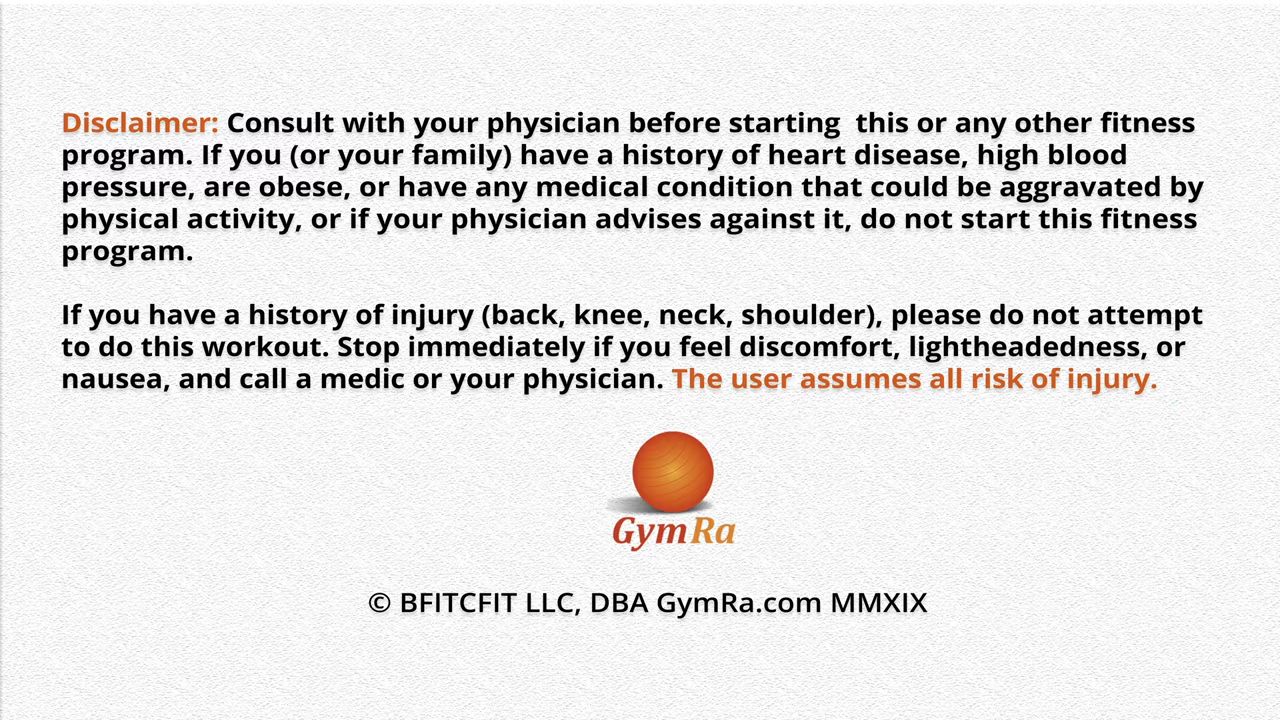 Disclaimer: Consult with your physician before starting  this or any other fitness
program. If you (or your family) have a history of heart disease, high blood
pressure, are obese, or have any medical condition that could be aggravated by
physical activity, or if your physician advises against it, do not start this fitness
program.
If you have a history of injury (back, knee, neck, shoulder), please do not attempt
to do this workout. Stop immediately if you feel discomfort, lightheadedness, or
nausea, and call a medic or your physician. The user assumes all risk of injury.
GymRa
© BFITCFIT LLC, DBA GymRa.com MMXIX